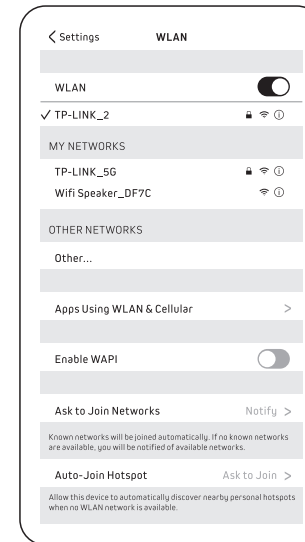 Settings WLAN
WLAN
TP-LINK_2
MY NETWORKS
TP-LINK_5G
Wifi Speaker_DF7C
OTHER NETWORKS
Other...
Apps Using WLAN & Cellular
Enable WAPI
Ask to Join Networks Notify
Known networks will be joined automatically. If no known networks
are available, you will be notified of available networks.
Auto-Join Hotspot Ask to Join
Allow this device to automatically discover nearby personal hotspots
when no WLAN network is available.